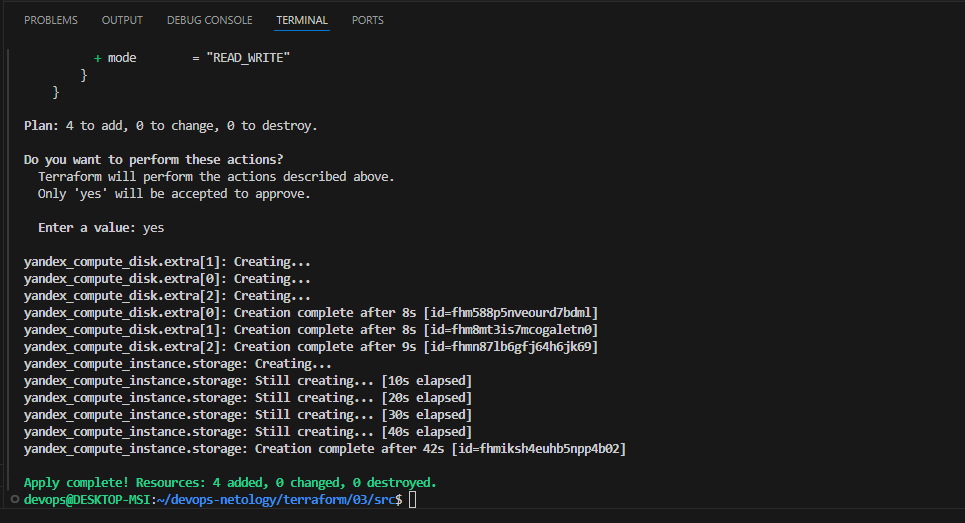 PROBLEMS OUTPUT DEBUG CONSOLE TERMINAL PORTS
+ mode = "READ_WRITE"
}
}
Plan: 4 to add, 0 to change, 0 to destroy.
Do you want to perform these actions?
Terraform will perform the actions described above.
Only 'yes' will be accepted to approve.
Enter a value: yes
yandex_compute_disk.extra[1]: Creating...
yandex_compute_disk.extra[0]: Creating...
yandex_compute_disk.extra[2]: Creating...
yandex_compute_disk.extra[0]: Creation complete after 8s [id=fhm588p5nveourd7bdml]
yandex_compute_disk.extra[1]: Creation complete after 8s [id=fhm8mt3is7mcogaletn0]
yandex_compute_disk.extra[2]: Creation complete after 9s [id=fhmn87lb6gfj64h6jk69]
yandex_compute_instance.storage: Creating...
yandex_compute_instance.storage: Still creating... [10s elapsed]
yandex_compute_instance.storage: Still creating... [20s elapsed]
yandex_compute_instance.storage: Still creating... [30s elapsed]
yandex_compute_instance.storage: Still creating... [40s elapsed]
yandex_compute_instance.storage: Creation complete after 42s [id=fhmiksh4euhb5npp4b02]
Apply complete! Resources: 4 added, 0 changed, 0 destroyed.
devops@DESKTOP-MSI:~/devops-netology/terraform/03/src$